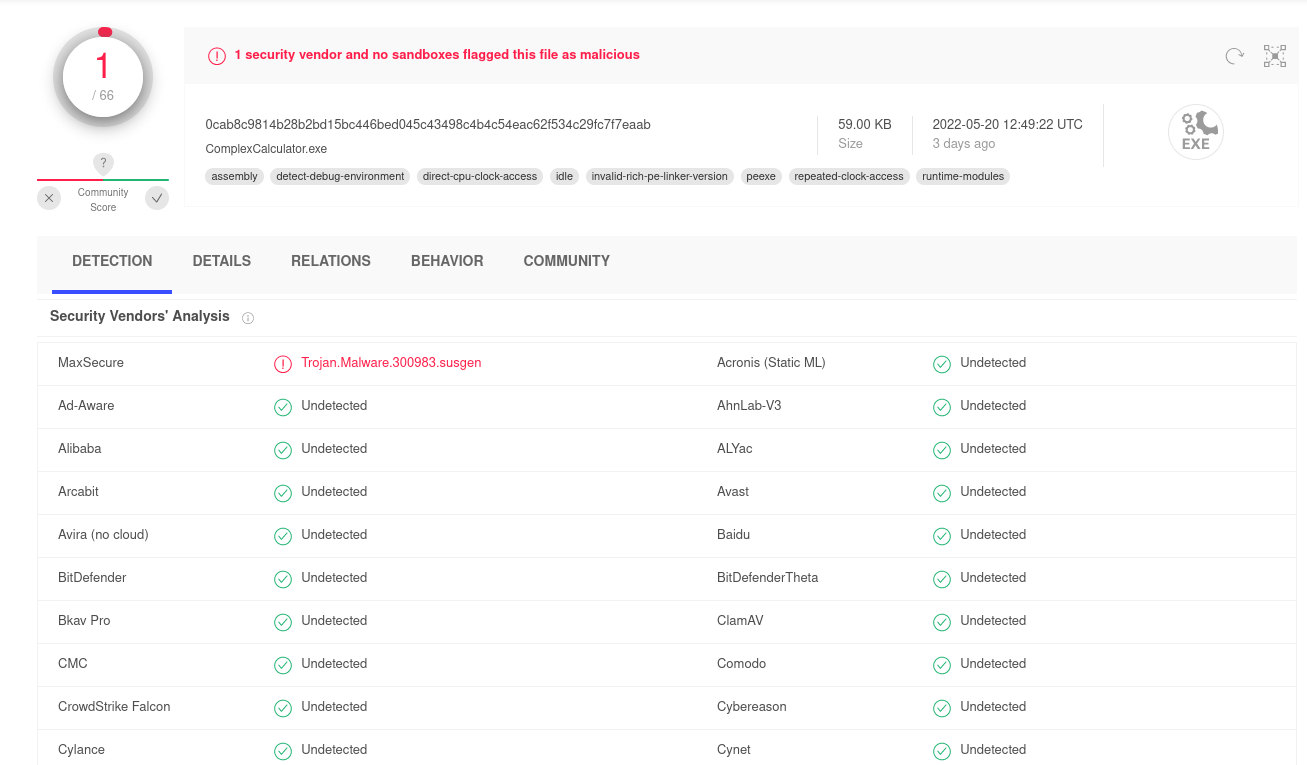 1
/ 66
?
Community
Score
1 security vendor and no sandboxes flagged this file as malicious
0cab8c9814b28b2bd15bc446bed045c43498c4b4c54eac62f534c29fc7f7eaab
ComplexCalculator.exe
59.00 KB
Size
2022-05-20 12:49:22 UTC
3 days ago
EXE
assembly detect-debug-environment direct-cpu-clock-access idle invalid-rich-pe-linker-version peexe repeated-clock-access runtime-modules
DETECTION DETAILS RELATIONS BEHAVIOR COMMUNITY
Security Vendors' Analysis
MaxSecure Trojan.Malware.300983.susgen Acronis (Static ML) Undetected
Ad-Aware Undetected AhnLab-V3 Undetected
Alibaba Undetected ALYac Undetected
Arcabit Undetected Avast Undetected
Avira (no cloud) Undetected Baidu Undetected
BitDefender Undetected BitDefenderTheta Undetected
Bkav Pro Undetected ClamAV Undetected
CMC Undetected Comodo Undetected
CrowdStrike Falcon Undetected Cybereason Undetected
Cylance Undetected Cynet Undetected